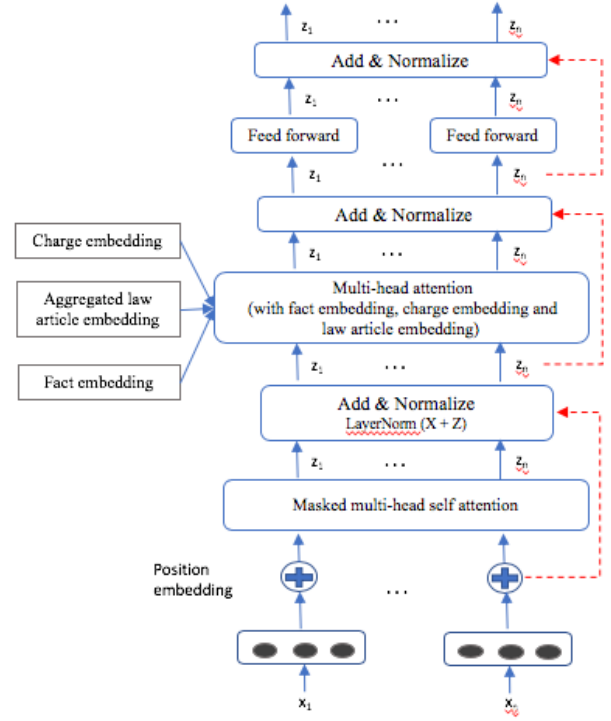 z₁ ... zₙ
Add & Normalize
z₁ ... zₙ
Feed forward Feed forward
z₁ ... zₙ
Add & Normalize
z₁ ... zₙ
Charge embedding
Aggregated law
article embedding
Fact embedding
Multi-head attention
(with fact embedding, charge embedding and
law article embedding)
z₁ ... zₙ
Add & Normalize
LayerNorm (X + Z)
z₁ ... zₙ
Masked multi-head self attention
Position
embedding
...
x₁ xₙ